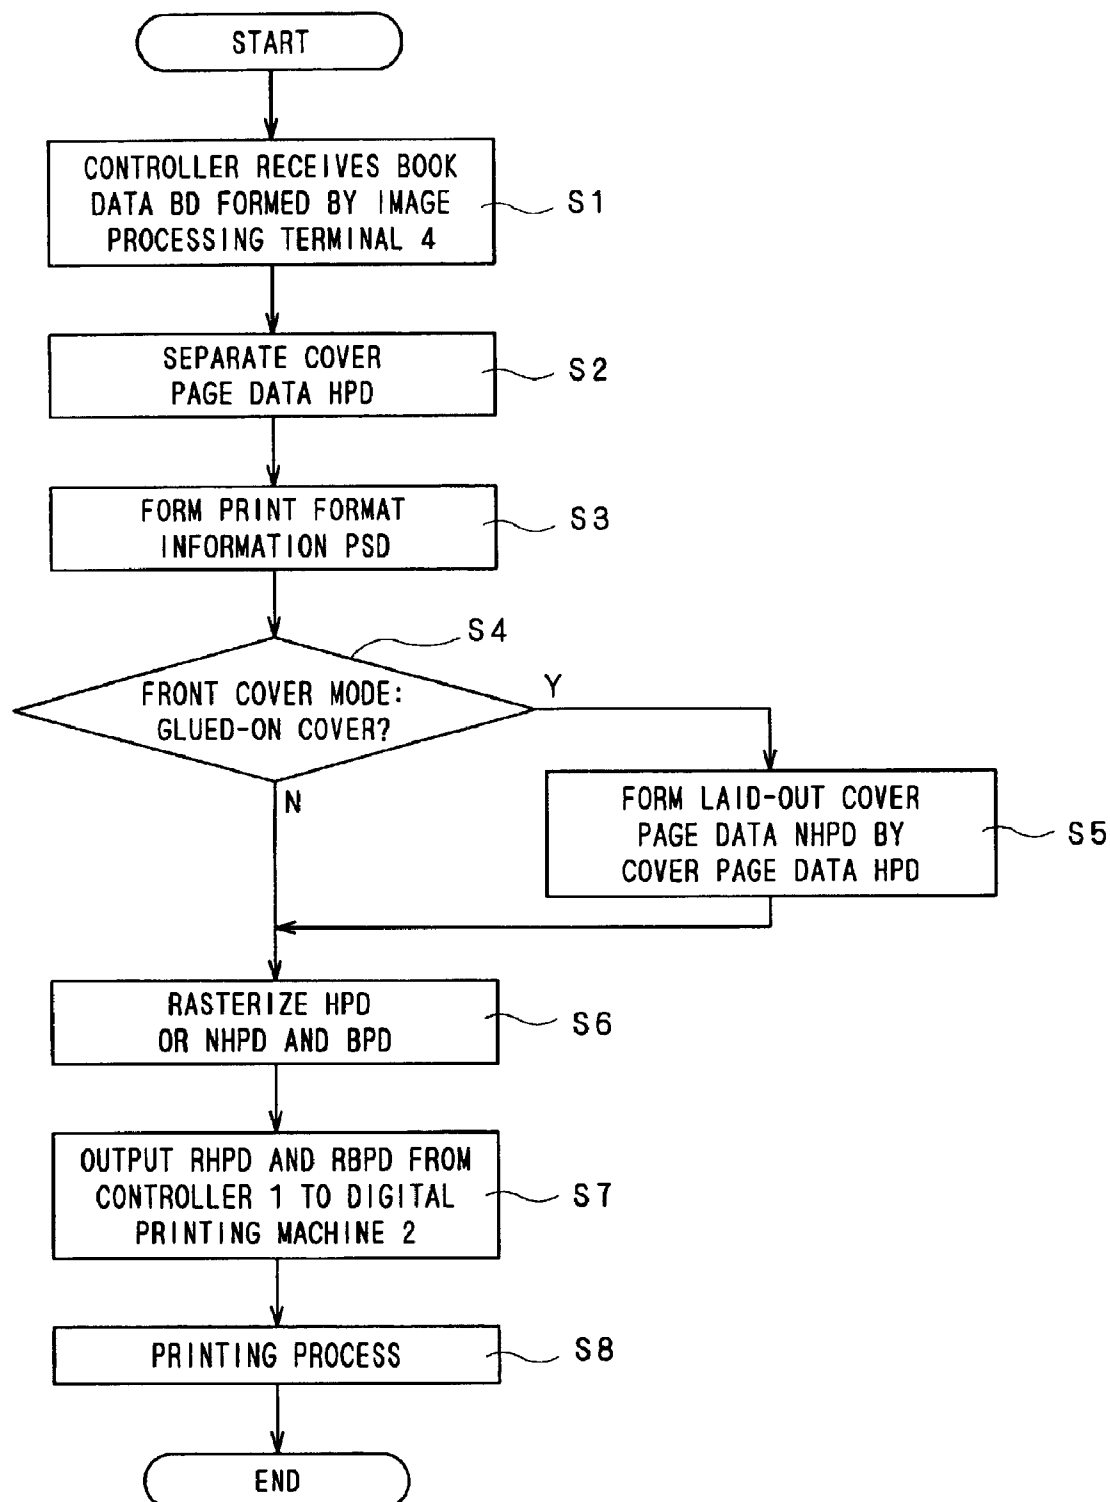 START
CONTROLLER RECEIVES BOOK
DATA BD FORMED BY IMAGE
PROCESSING TERMINAL 4
S1
SEPARATE COVER
PAGE DATA HPD
S2
FORM PRINT FORMAT
INFORMATION PSD
S3
S4
FRONT COVER MODE:
GLUED-ON COVER?
Y
N
FORM LAID-OUT COVER
PAGE DATA NHPD BY
COVER PAGE DATA HPD
S5
RASTERIZE HPD
OR NHPD AND BPD
S6
OUTPUT RHPD AND RBPD FROM
CONTROLLER 1 TO DIGITAL
PRINTING MACHINE 2
S7
PRINTING PROCESS
S8
END